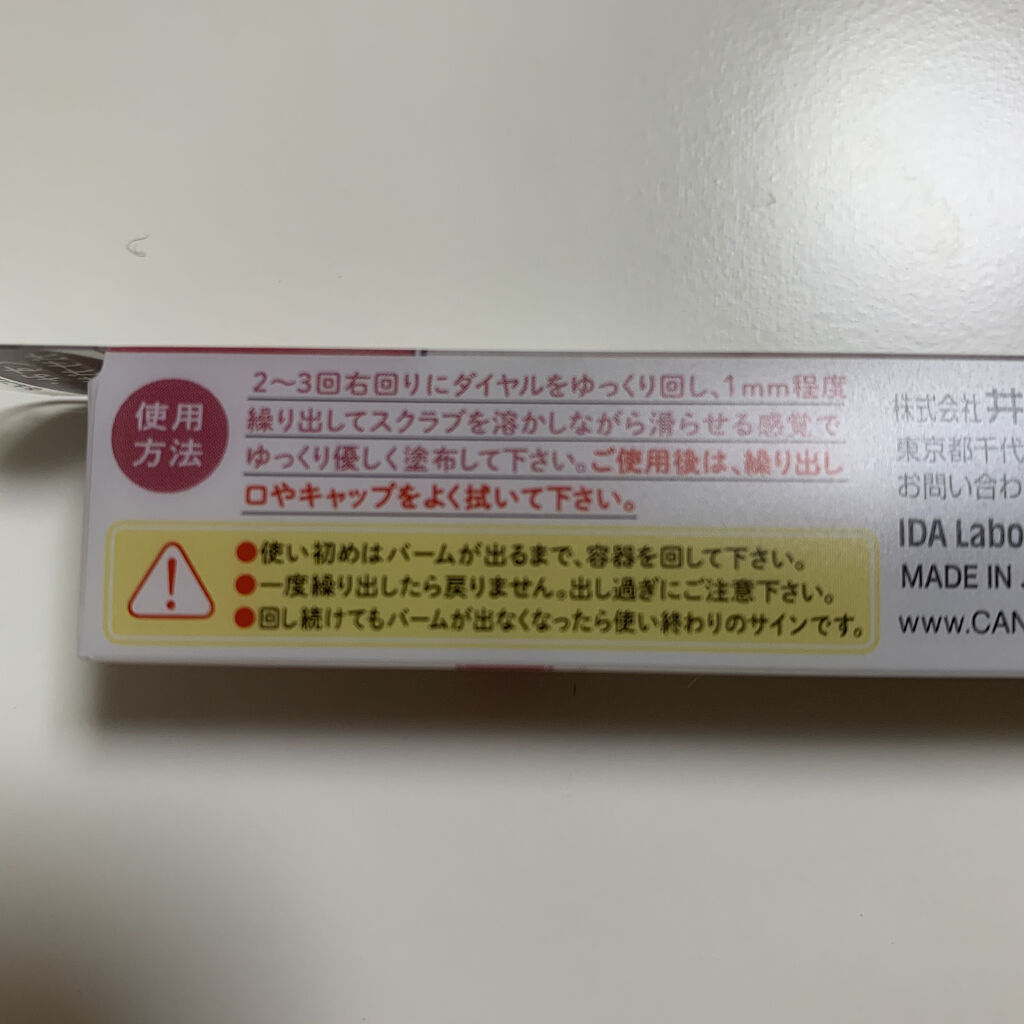 使用
方法
2～3回右回りにダイヤルをゆっくり回し、1mm程度
繰り出してスクラブを溶かしながら滑らせる感覚で
ゆっくり優しく塗布して下さい。ご使用後は、繰り出し
口やキャップをよく拭いて下さい。
●使い初めはバームが出るまで、容器を回して下さい。
●一度繰り出したら戻りません。出し過ぎにご注意下さい。
●回し続けてもバームが出なくなったら使い終わりのサインです。
株式会社 井
東京都千代
お問い合わ
IDA Labo
MADE IN
www.CAN